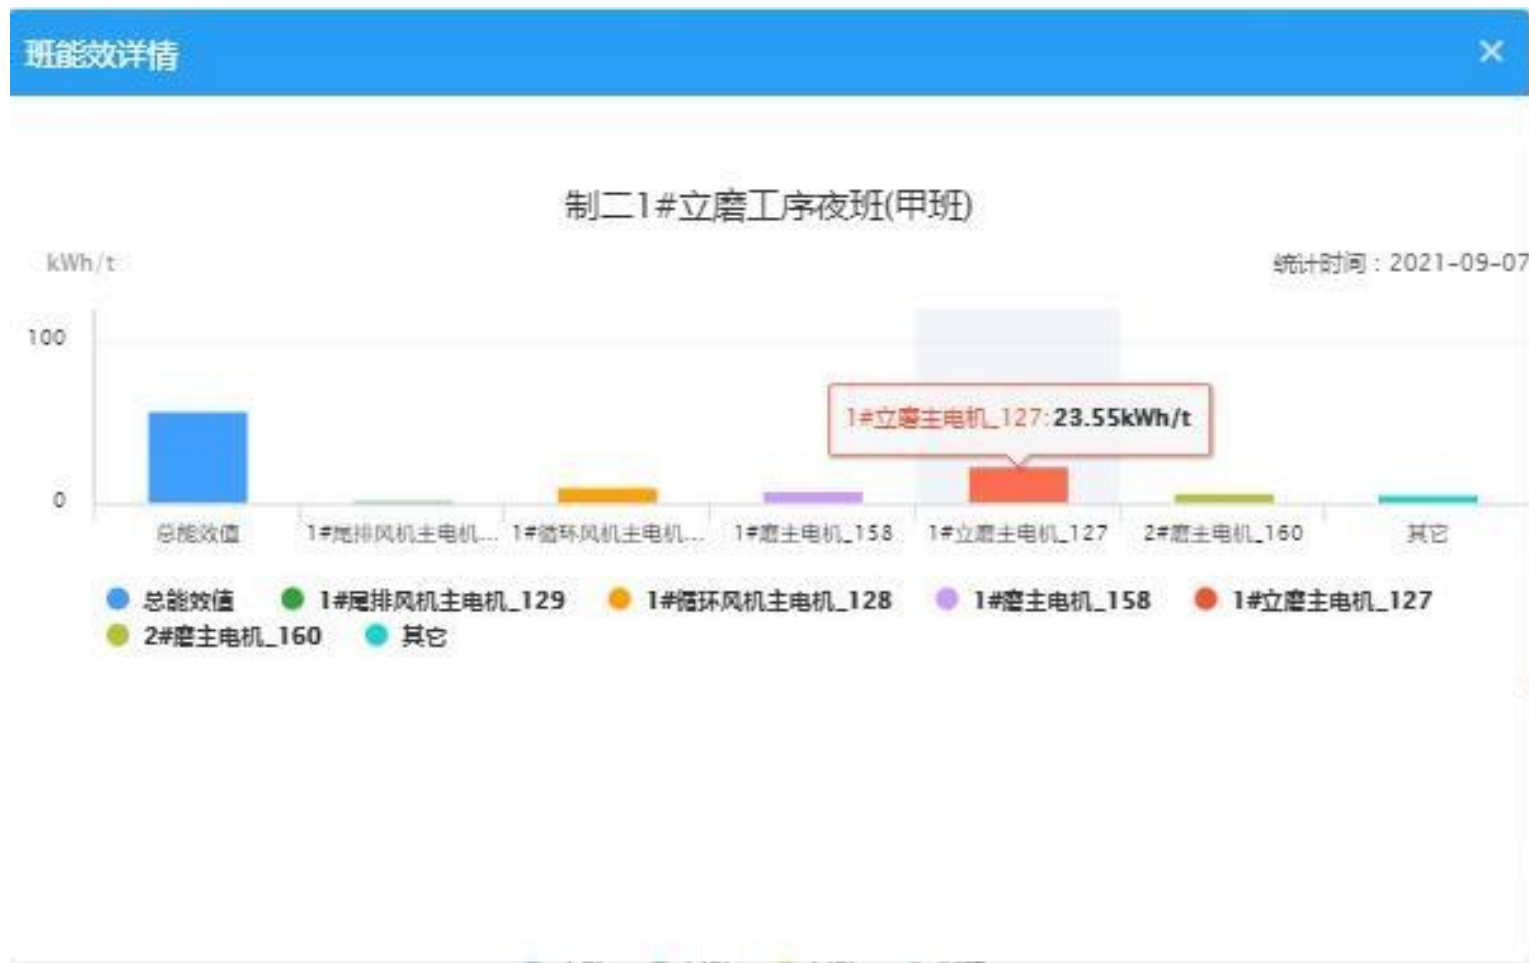 班能效详情 ×
制二1#立磨工序夜班(甲班)
kWh/t
统计时间：2021-09-07
100
1#立磨主电机_127:23.55kWh/t
0
总能效值 1#尾排风机主电机... 1#循环风机主电机... 1#磨主电机_158 1#立磨主电机_127 2#磨主电机_160 其它
总能效值 1#尾排风机主电机_129 1#循环风机主电机_128 1#磨主电机_158 1#立磨主电机_127
2#磨主电机_160 其它